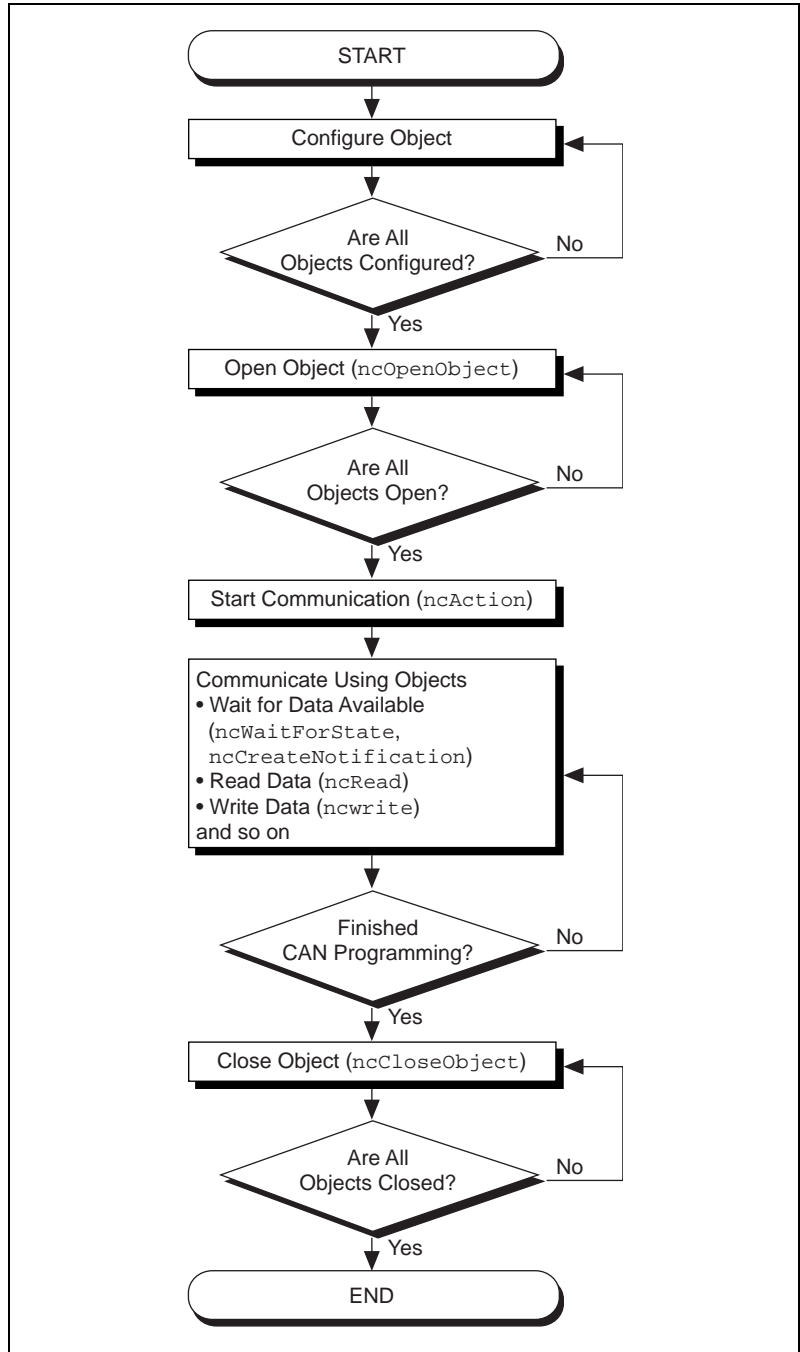 START
Configure Object
Are All
Objects Configured?
No
Yes
Open Object (ncOpenObject)
Are All
Objects Open?
No
Yes
Start Communication (ncAction)
Communicate Using Objects
• Wait for Data Available
(ncWaitForState,
ncCreateNotification)
• Read Data (ncRead)
• Write Data (ncwrite)
and so on
Finished
CAN Programming?
No
Yes
Close Object (ncCloseObject)
Are All
Objects Closed?
No
Yes
END